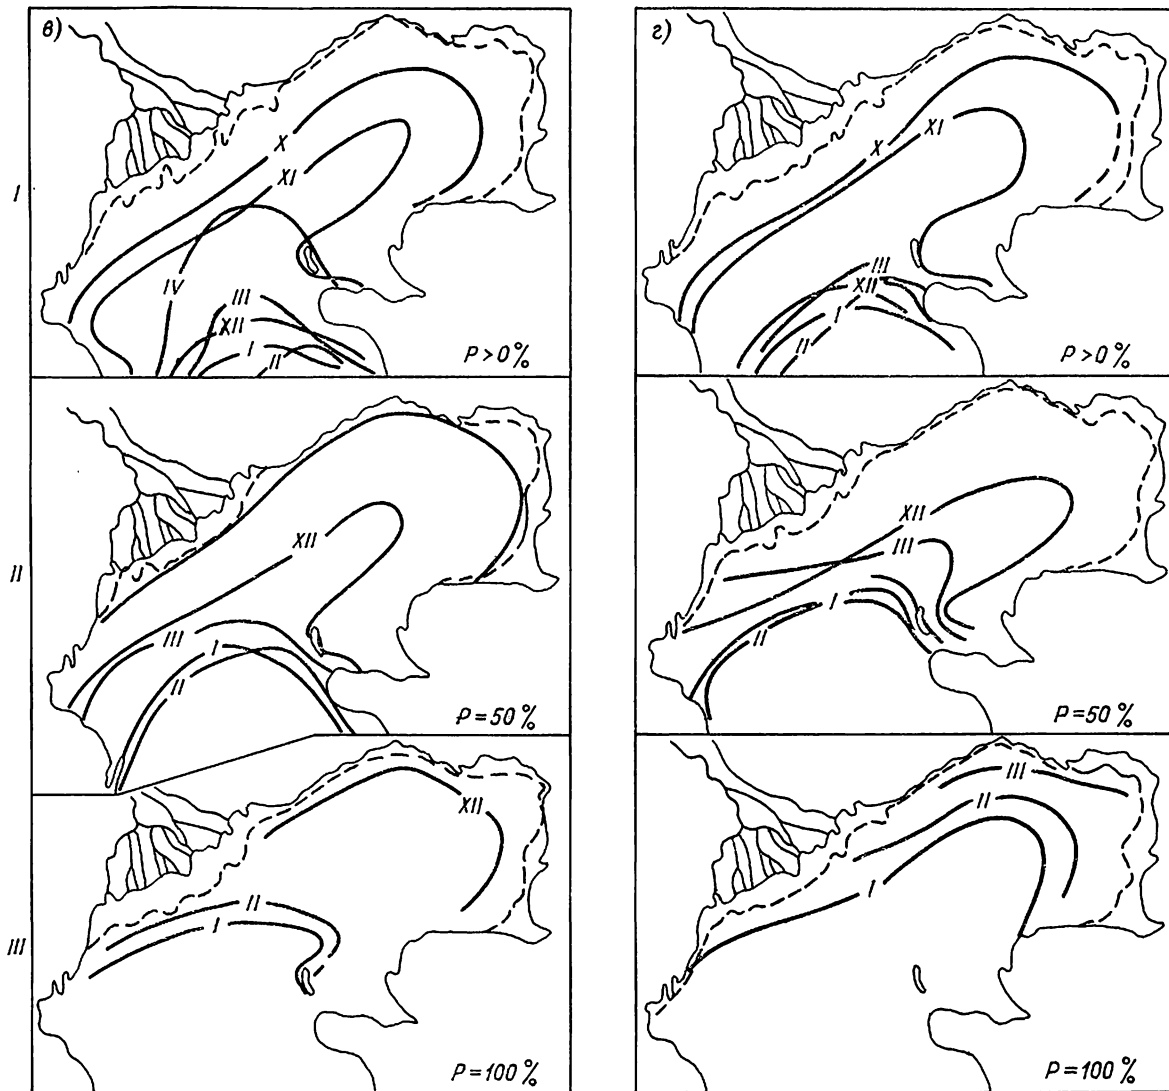 в)
X
XI
I
IV
III
XII
I
II
P > 0 %
XII
II
III
I
II
P = 50 %
XII
II
I
III
P = 100 %
г)
X
XI
III
XII
I
II
P > 0 %
XII
III
I
II
P = 50 %
III
II
I
P = 100 %